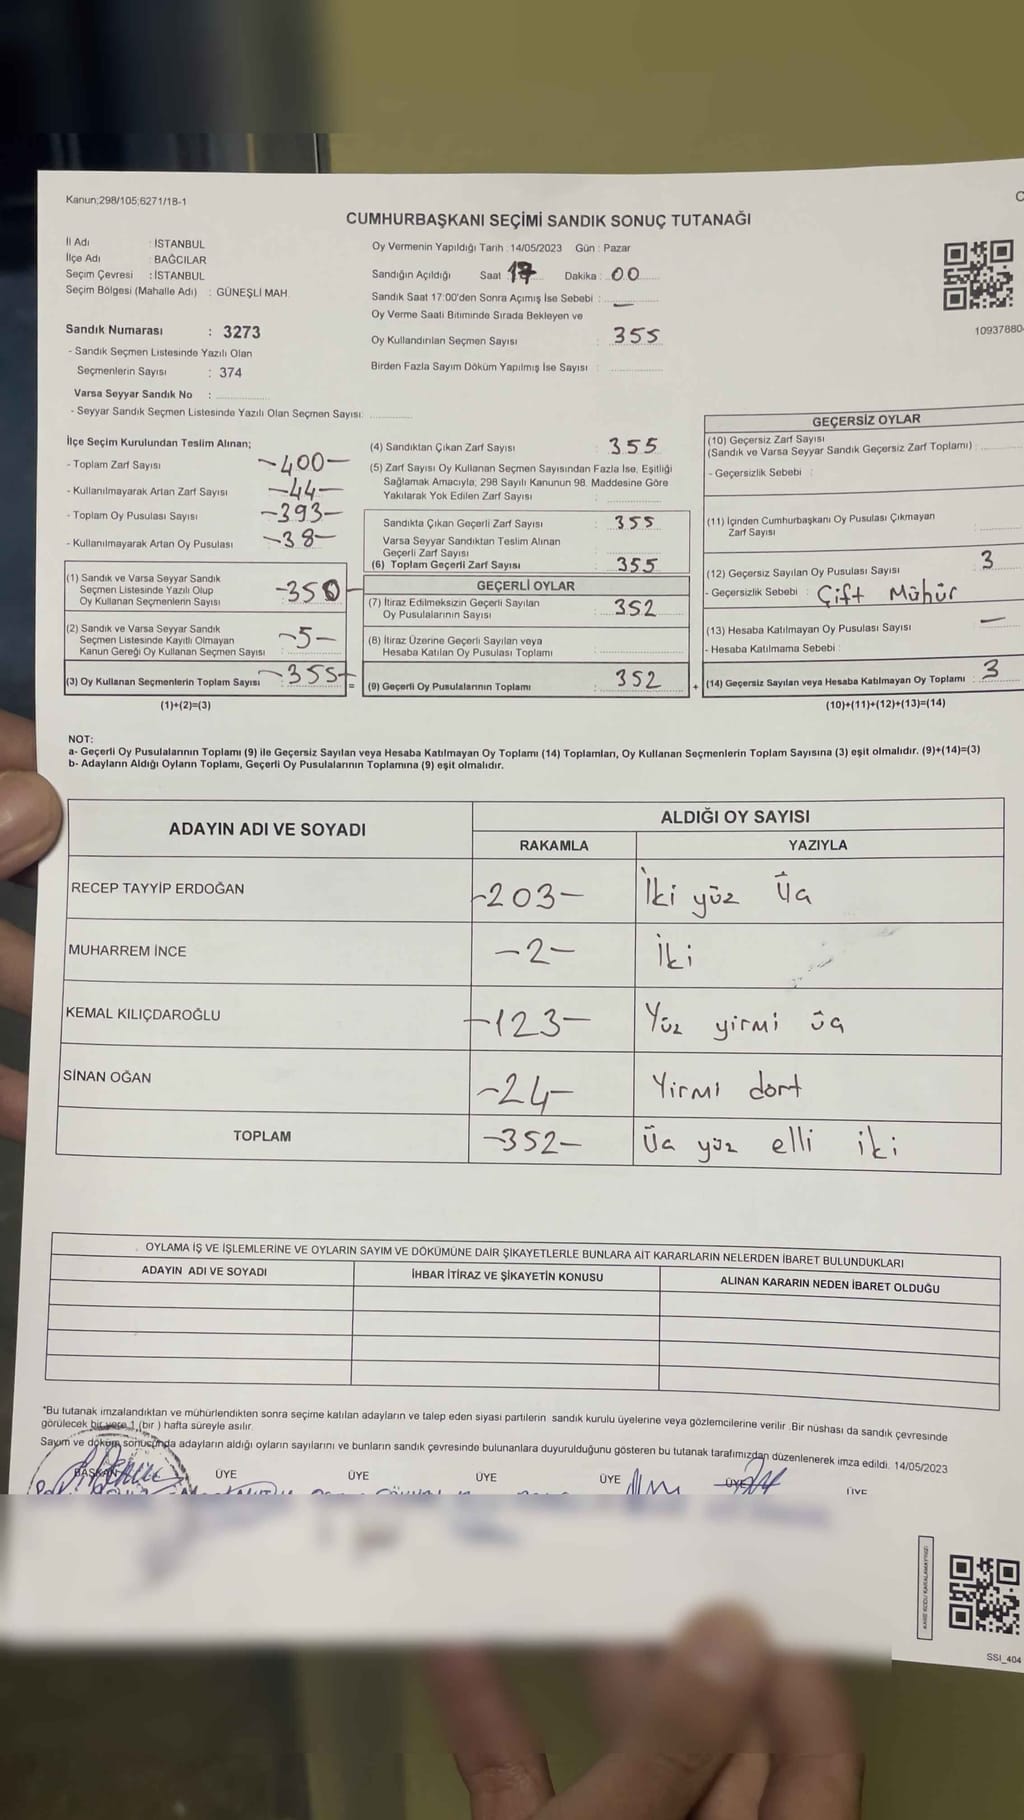 Kanun;298/105;6271/18-1
CUMHURBAŞKANI SEÇİMİ SANDIK SONUÇ TUTANAĞI
İl Adı : İSTANBUL
İlçe Adı : BAĞCILAR
Seçim Çevresi : İSTANBUL
Seçim Bölgesi (Mahalle Adı) : GÜNEŞLİ MAH.
Sandık Numarası : 3273
- Sandık Seçmen Listesinde Yazılı Olan
Seçmenlerin Sayısı : 374
Varsa Seyyar Sandık No :
- Seyyar Sandık Seçmen Listesinde Yazılı Olan Seçmen Sayısı:
Oy Vermenin Yapıldığı Tarih : 14/05/2023 Gün : Pazar
Sandığın Açıldığı Saat : 17 Dakika : 00
Sandık Saat 17:00'den Sonra Açımış İse Sebebi : —
Oy Verme Saati Bitiminde Sırada Bekleyen ve
Oy Kullandırılan Seçmen Sayısı : 355
Birden Fazla Sayım Döküm Yapılmış İse Sayısı :
10937880
İlçe Seçim Kurulundan Teslim Alınan;
- Toplam Zarf Sayısı -400-
- Kullanılmayarak Artan Zarf Sayısı -44-
- Toplam Oy Pusulası Sayısı -393-
- Kullanılmayarak Artan Oy Pusulası -38-
(1) Sandık ve Varsa Seyyar Sandık
Seçmen Listesinde Yazılı Olup
Oy Kullanan Seçmenlerin Sayısı -350-
(2) Sandık ve Varsa Seyyar Sandık
Seçmen Listesinde Kayıtlı Olmayan
Kanun Gereği Oy Kullanan Seçmen Sayısı -5-
(3) Oy Kullanan Seçmenlerin Toplam Sayısı -355-
(1)+(2)=(3)
(4) Sandıktan Çıkan Zarf Sayısı : 355
(5) Zarf Sayısı Oy Kullanan Seçmen Sayısından Fazla İse, Eşitliği
Sağlamak Amacıyla; 298 Sayılı Kanunun 98. Maddesine Göre
Yakılarak Yok Edilen Zarf Sayısı :
Sandıkta Çıkan Geçerli Zarf Sayısı : 355
Varsa Seyyar Sandıktan Teslim Alınan
Geçerli Zarf Sayısı :
(6) Toplam Geçerli Zarf Sayısı : 355
GEÇERLİ OYLAR
(7) İtiraz Edilmeksizin Geçerli Sayılan
Oy Pusulalarının Sayısı : 352
(8) İtiraz Üzerine Geçerli Sayılan veya
Hesaba Katılan Oy Pusulası Toplamı :
= (9) Geçerli Oy Pusulalarının Toplamı : 352 +
GEÇERSİZ OYLAR
(10) Geçersiz Zarf Sayısı
(Sandık ve Varsa Seyyar Sandık Geçersiz Zarf Toplamı) :
- Geçersizlik Sebebi :
(11) İçinden Cumhurbaşkanı Oy Pusulası Çıkmayan
Zarf Sayısı :
(12) Geçersiz Sayılan Oy Pusulası Sayısı : 3
- Geçersizlik Sebebi : Çift Mühür
(13) Hesaba Katılmayan Oy Pusulası Sayısı : —
- Hesaba Katılmama Sebebi :
(14) Geçersiz Sayılan veya Hesaba Katılmayan Oy Toplamı : 3
(10)+(11)+(12)+(13)=(14)
NOT:
a- Geçerli Oy Pusulalarının Toplamı (9) ile Geçersiz Sayılan veya Hesaba Katılmayan Oy Toplamı (14) Toplamları, Oy Kullanan Seçmenlerin Toplam Sayısına (3) eşit olmalıdır. (9)+(14)=(3)
b- Adayların Aldığı Oyların Toplamı, Geçerli Oy Pusulalarının Toplamına (9) eşit olmalıdır.
ADAYIN ADI VE SOYADI ALDIĞI OY SAYISI
RAKAMLA YAZIYLA
RECEP TAYYİP ERDOĞAN -203- İki yüz üç
MUHARREM İNCE -2- İki
KEMAL KILIÇDAROĞLU -123- Yüz yirmi üç
SİNAN OĞAN -24- Yirmi dört
TOPLAM -352- Üç yüz elli iki
OYLAMA İŞ VE İŞLEMLERİNE VE OYLARIN SAYIM VE DÖKÜMÜNE DAİR ŞİKAYETLERLE BUNLARA AİT KARARLARIN NELERDEN İBARET BULUNDUKLARI
ADAYIN ADI VE SOYADI İHBAR İTİRAZ VE ŞİKAYETİN KONUSU ALINAN KARARIN NEDEN İBARET OLDUĞU
*Bu tutanak imzalandıktan ve mühürlendikten sonra seçime katılan adayların ve talep eden siyasi partilerin sandık kurulu üyelerine veya gözlemcilerine verilir .Bir nüshası da sandık çevresinde
görülecek bir yere 1 (bir ) hafta süreyle asılır.
Sayım ve döküm sonucunda adayların aldığı oyların sayılarını ve bunların sandık çevresinde bulunanlara duyurulduğunu gösteren bu tutanak tarafımızdan düzenlenerek imza edildi. 14/05/2023
BAŞKAN ÜYE ÜYE ÜYE ÜYE ÜYE ÜYE
SSI_404